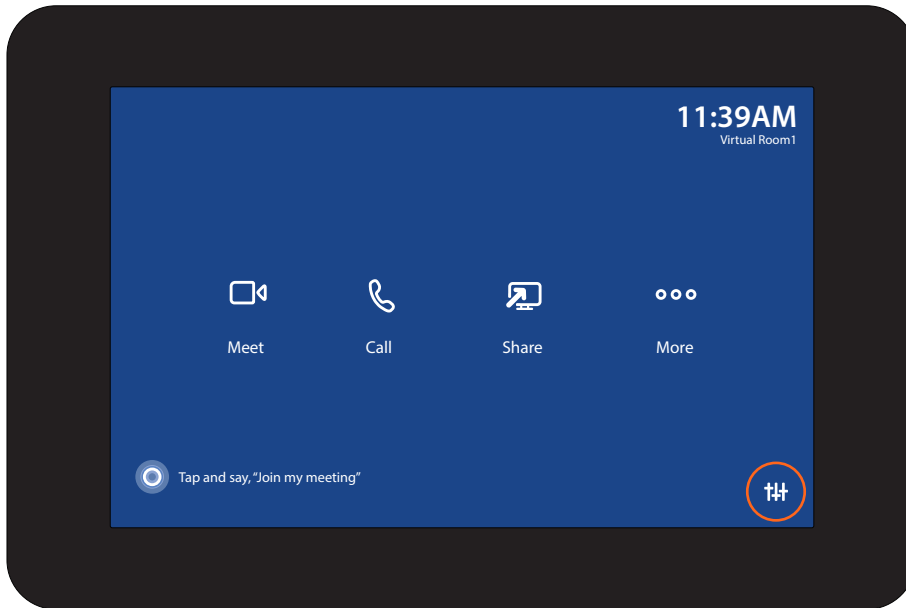 11:39AM
Virtual Room1
Meet
Call
Share
More
Tap and say, “Join my meeting”